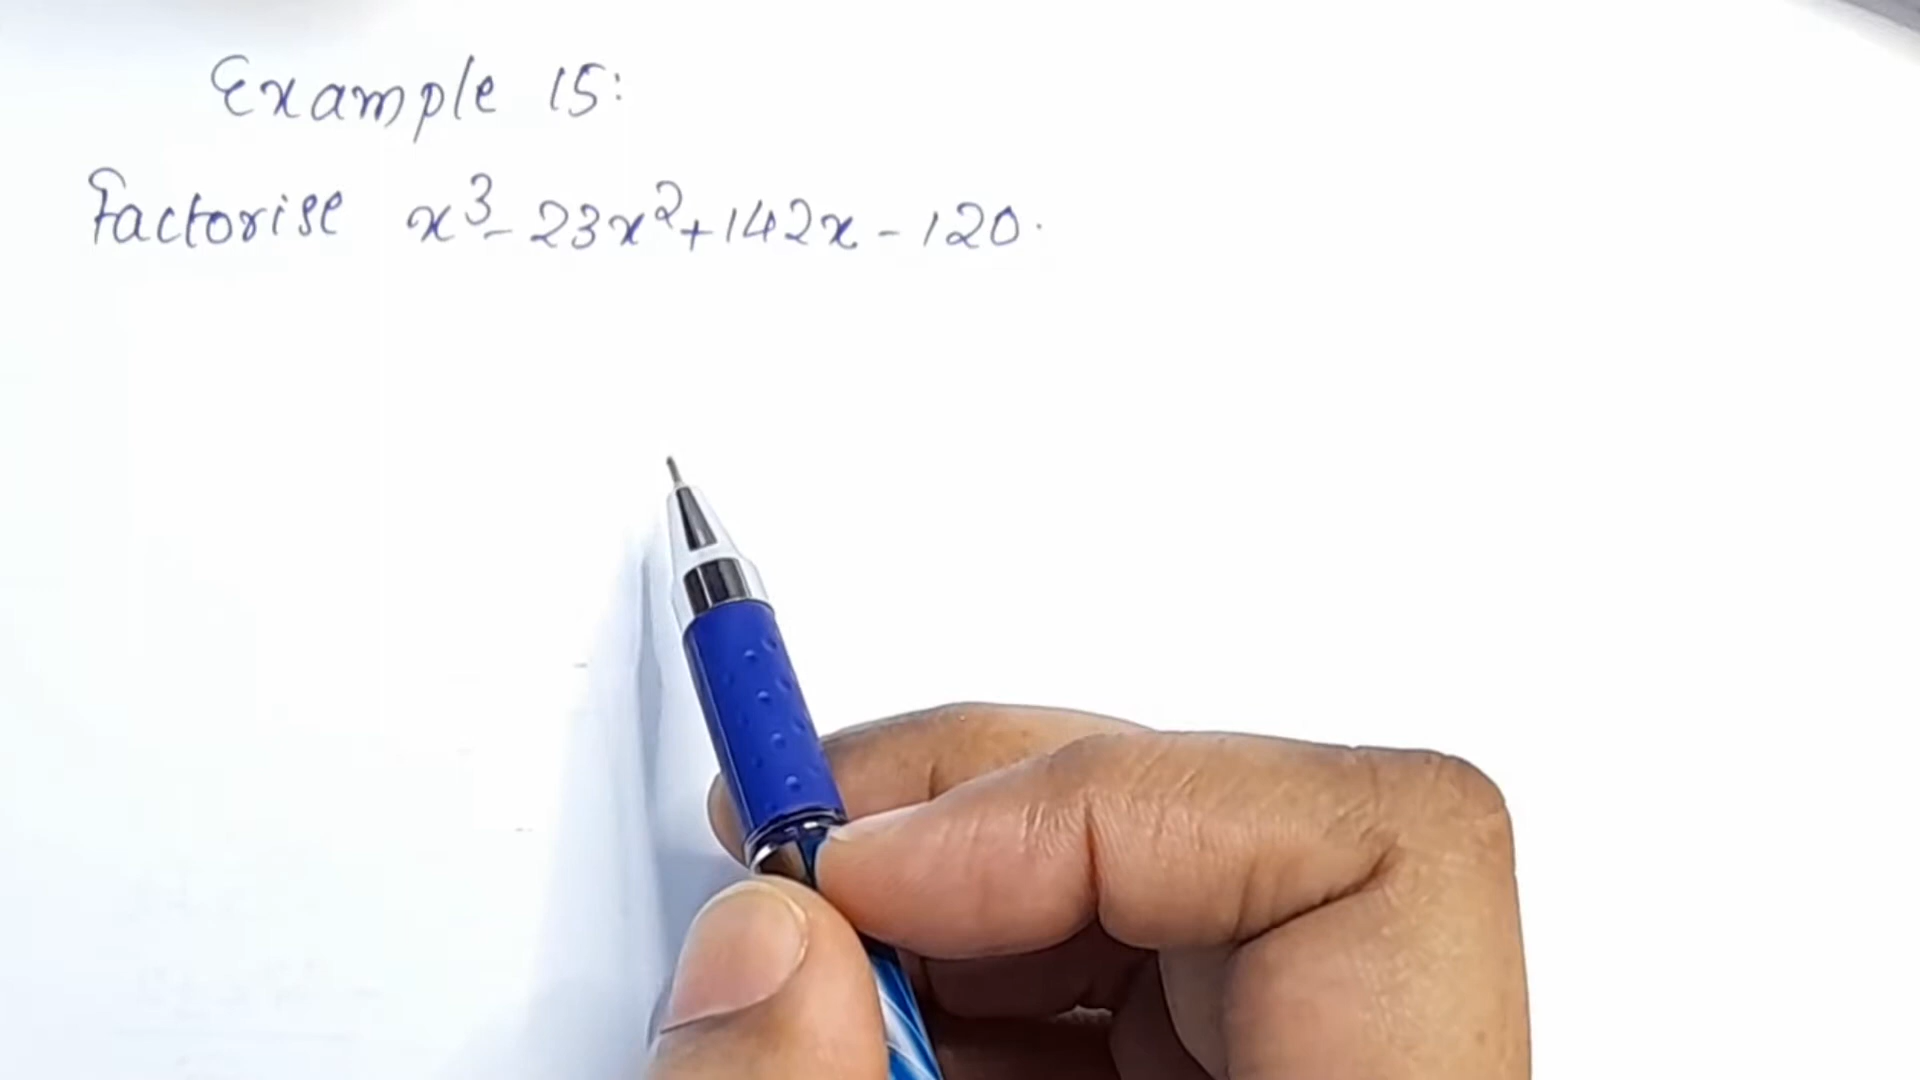 Example 15:
Factorise x³ - 23x² + 142x - 120.